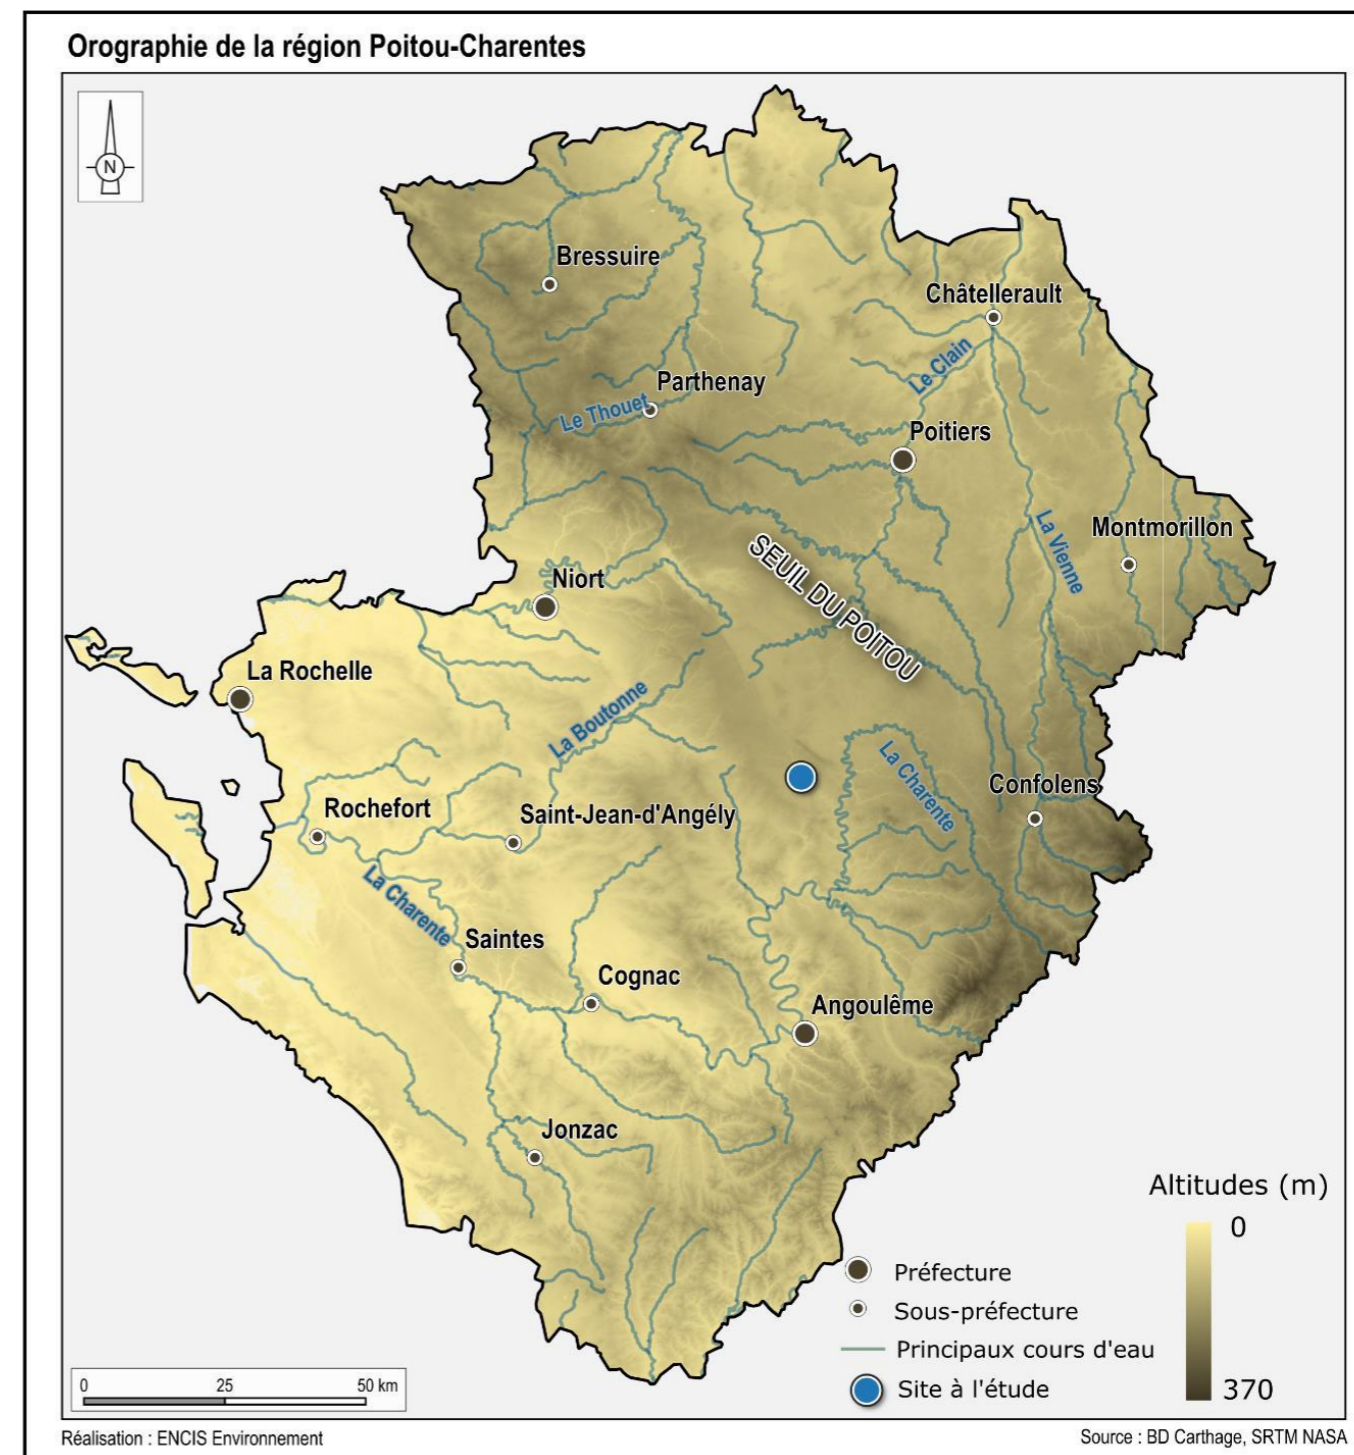 Orographie de la région Poitou-Charentes
N
Bressuire
Châtellerault
Le Clain
Parthenay
Le Thouet
Poitiers
La Vienne
Montmorillon
SEUIL DU POITOU
Niort
La Rochelle
La Boutonne
La Charente
Confolens
Rochefort
Saint-Jean-d'Angély
La Charente
Saintes
Cognac
Angoulême
Jonzac
Altitudes (m)
0
370
Préfecture
Sous-préfecture
Principaux cours d'eau
Site à l'étude
0 25 50 km
Réalisation : ENCIS Environnement
Source : BD Carthage, SRTM NASA